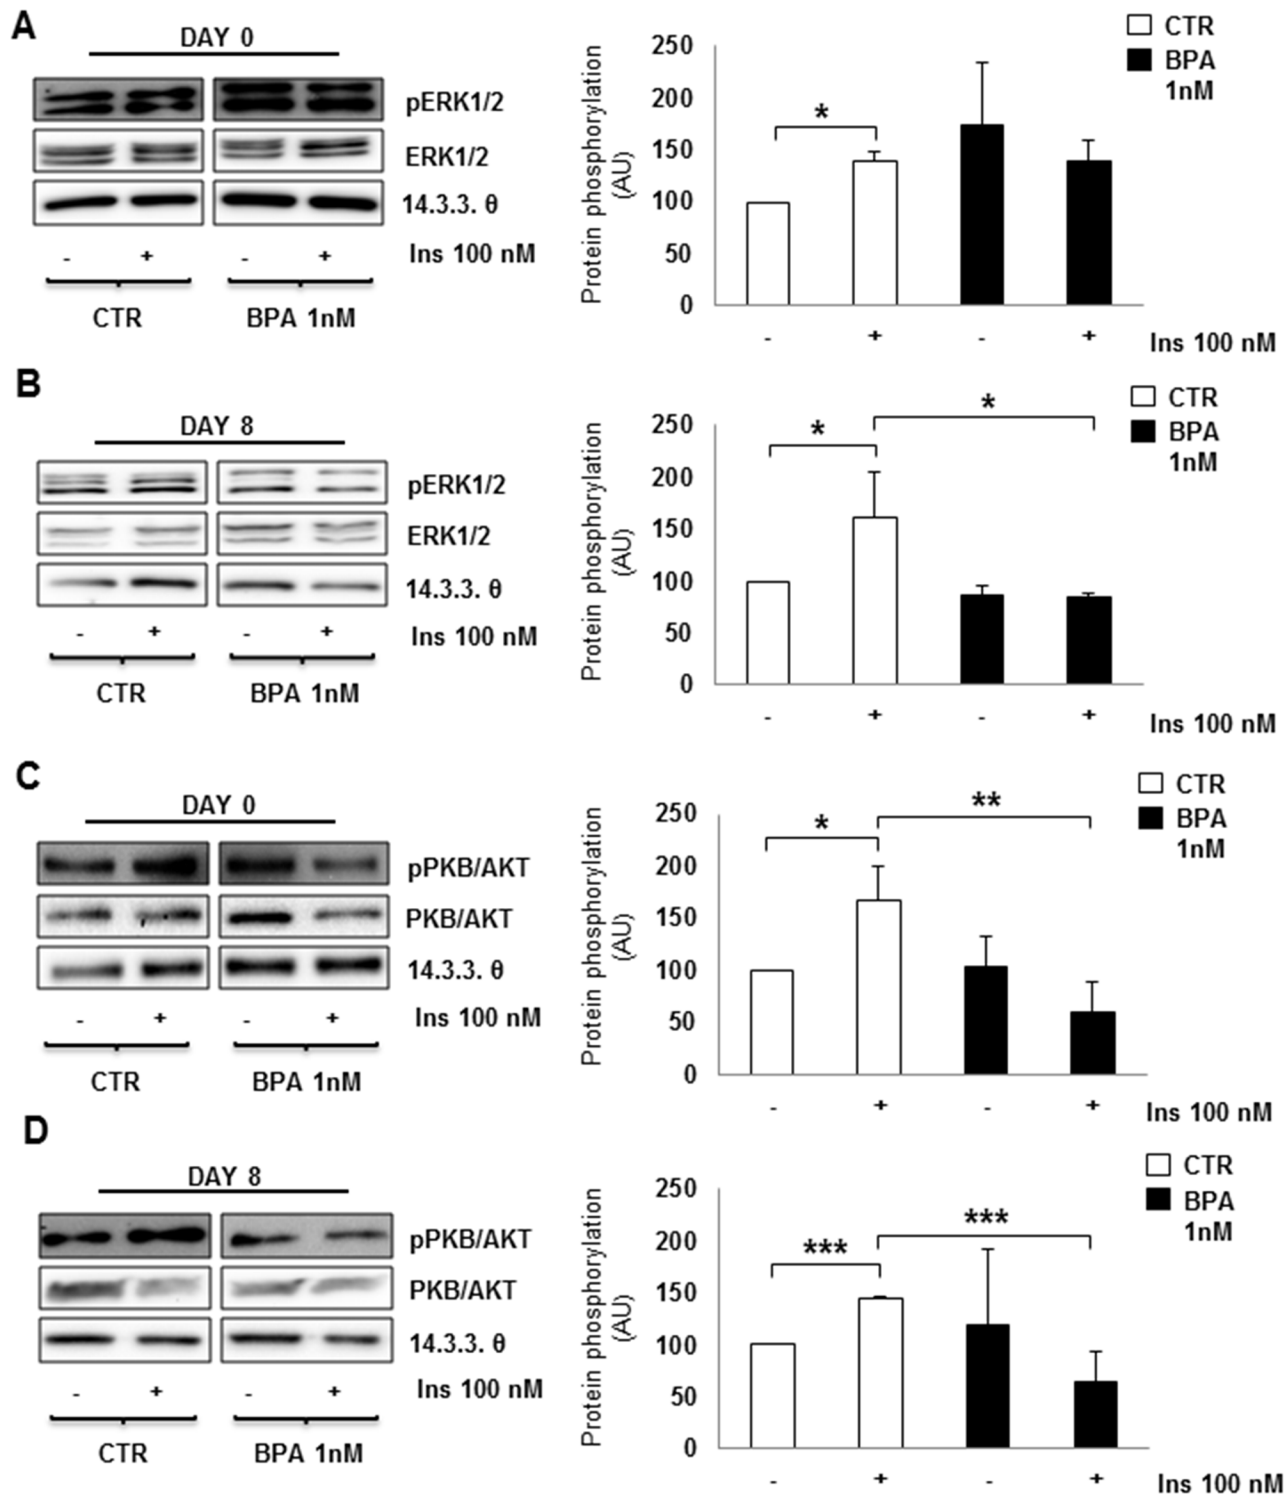 A
DAY 0
pERK1/2
ERK1/2
14.3.3. θ
- + - + Ins 100 nM
CTR BPA 1nM
Protein phosphorylation
(AU)
250
200
150
100
50
0
*
- + - + Ins 100 nM
CTR
BPA
1nM
B
DAY 8
pERK1/2
ERK1/2
14.3.3. θ
- + - + Ins 100 nM
CTR BPA 1nM
Protein phosphorylation
(AU)
250
200
150
100
50
0
* *
- + - + Ins 100 nM
CTR
BPA
1nM
C
DAY 0
pPKB/AKT
PKB/AKT
14.3.3. θ
- + - + Ins 100 nM
CTR BPA 1nM
Protein phosphorylation
(AU)
250
200
150
100
50
0
* **
- + - + Ins 100 nM
CTR
BPA
1nM
D
DAY 8
pPKB/AKT
PKB/AKT
14.3.3. θ
- + - + Ins 100 nM
CTR BPA 1nM
Protein phosphorylation
(AU)
250
200
150
100
50
0
*** ***
- + - + Ins 100 nM
CTR
BPA
1nM